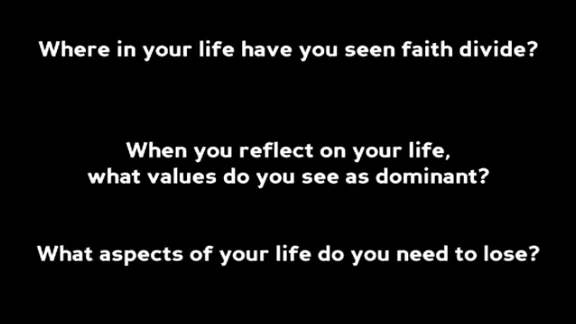 Where in your life have you seen faith divide?
When you reflect on your life,
what values do you see as dominant?
What aspects of your life do you need to lose?